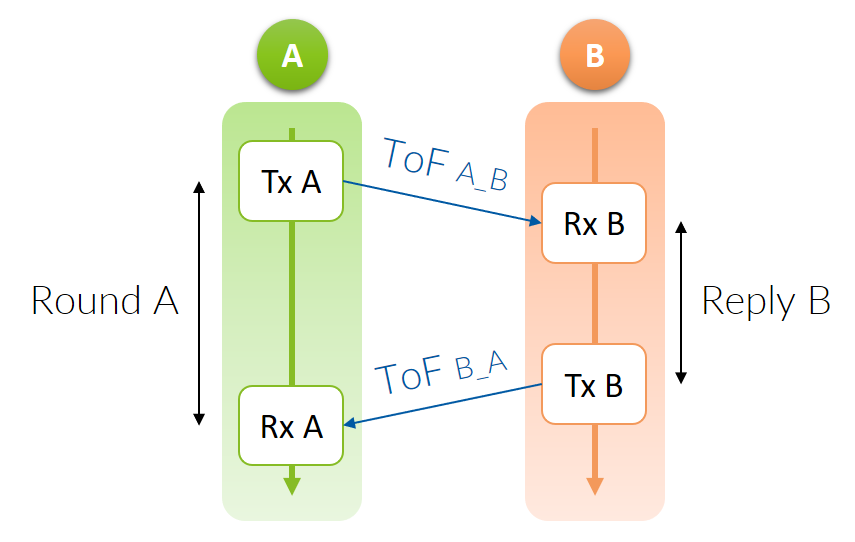 A
B
Tx A
ToF A_B
Rx B
Round A
Reply B
ToF B_A
Tx B
Rx A